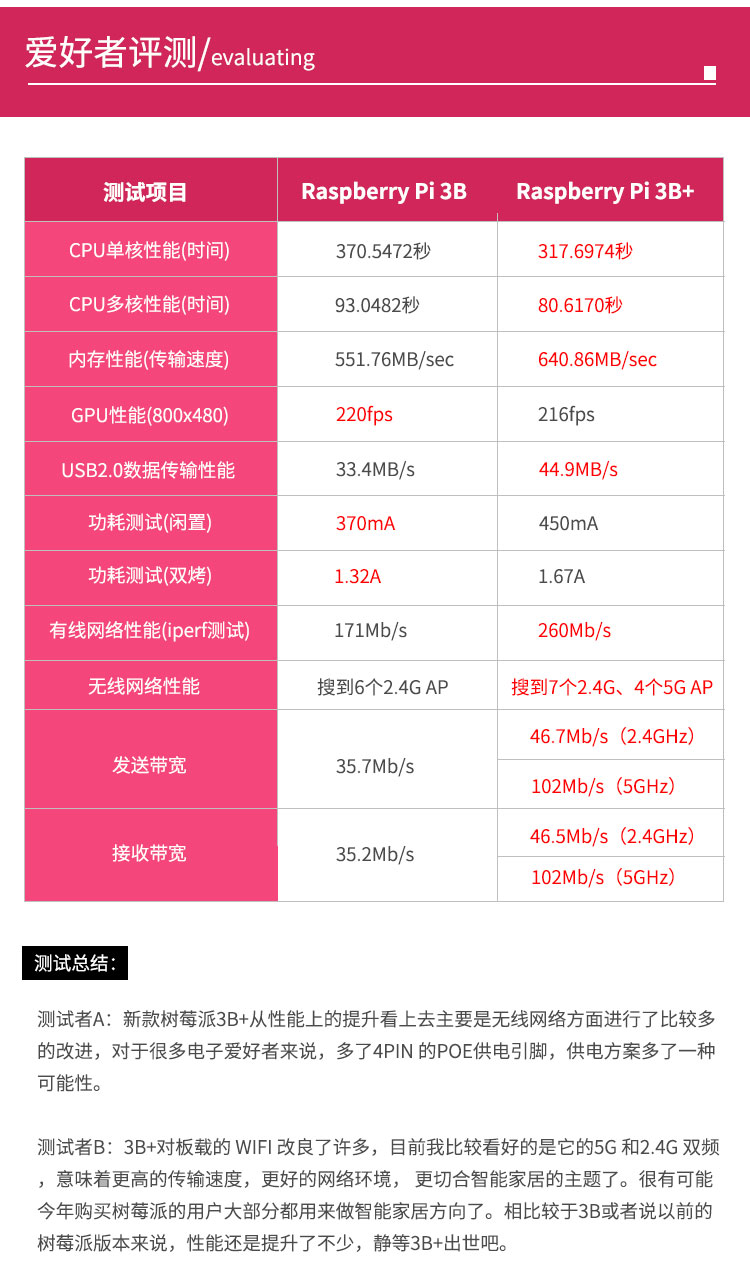 爱好者评测/evaluating
测试项目 Raspberry Pi 3B Raspberry Pi 3B+
CPU单核性能(时间) 370.5472秒 317.6974秒
CPU多核性能(时间) 93.0482秒 80.6170秒
内存性能(传输速度) 551.76MB/sec 640.86MB/sec
GPU性能(800x480) 220fps 216fps
USB2.0数据传输性能 33.4MB/s 44.9MB/s
功耗测试(闲置) 370mA 450mA
功耗测试(双烤) 1.32A 1.67A
有线网络性能(iperf测试) 171Mb/s 260Mb/s
无线网络性能 搜到6个2.4G AP 搜到7个2.4G、4个5G AP
发送带宽 35.7Mb/s 46.7Mb/s（2.4GHz）
102Mb/s（5GHz）
接收带宽 35.2Mb/s 46.5Mb/s（2.4GHz）
102Mb/s（5GHz）
测试总结：
测试者A：新款树莓派3B+从性能上的提升看上去主要是无线网络方面进行了比较多
的改进，对于很多电子爱好者来说，多了4PIN 的POE供电引脚，供电方案多了一种
可能性。
测试者B：3B+对板载的 WIFI 改良了许多，目前我比较看好的是它的5G 和2.4G 双频
，意味着更高的传输速度，更好的网络环境， 更切合智能家居的主题了。很有可能
今年购买树莓派的用户大部分都用来做智能家居方向了。相比较于3B或者说以前的
树莓派版本来说，性能还是提升了不少，静等3B+出世吧。